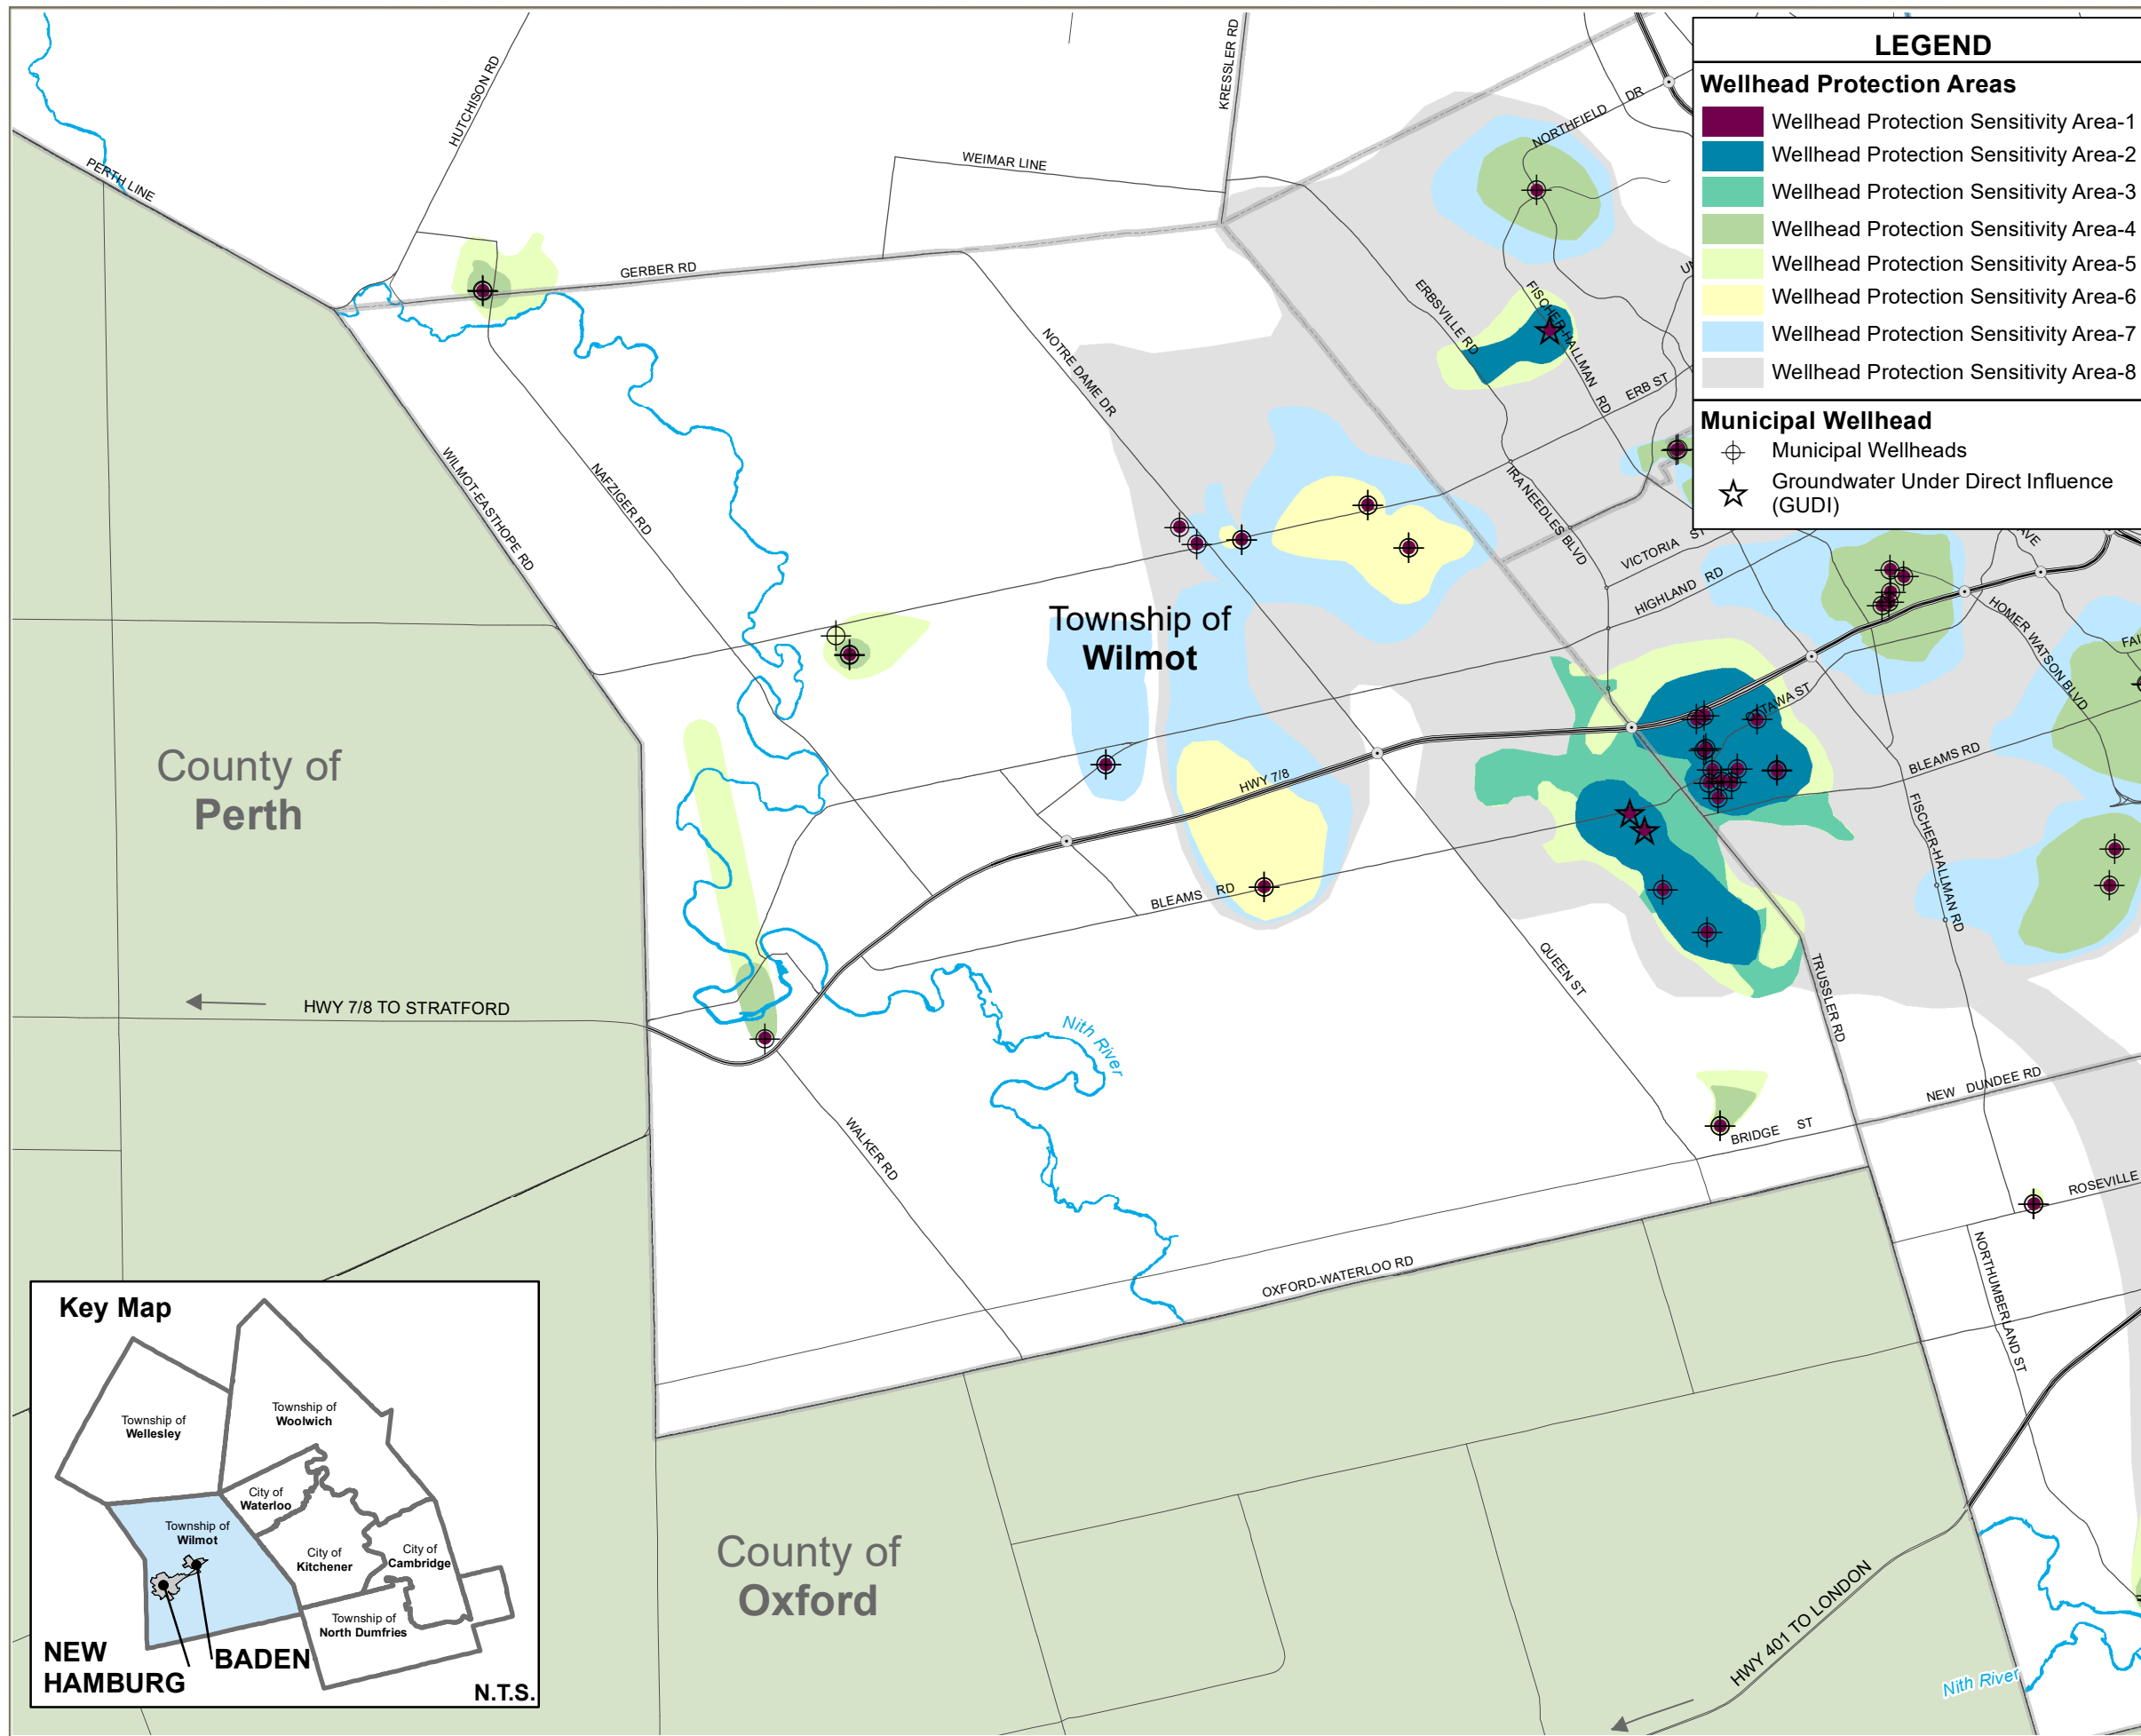 LEGEND
Wellhead Protection Areas
Wellhead Protection Sensitivity Area-1
Wellhead Protection Sensitivity Area-2
Wellhead Protection Sensitivity Area-3
Wellhead Protection Sensitivity Area-4
Wellhead Protection Sensitivity Area-5
Wellhead Protection Sensitivity Area-6
Wellhead Protection Sensitivity Area-7
Wellhead Protection Sensitivity Area-8
Municipal Wellhead
Municipal Wellheads
Groundwater Under Direct Influence
(GUDI)
HUTCHISON RD
KRESSLER RD
PERTH LINE
WEIMAR LINE
NORTHFIELD DR
GERBER RD
ERBSVILLE RD
FISCHER-HALLMAN RD
NOTRE DAME DR
ERB ST
WILMOT-EASTHOPE RD
NAFZIGER RD
IRA NEEDLES BLVD
VICTORIA ST
HIGHLAND RD
AVE
HOMER WATSON BLVD
Township of
Wilmot
OTTAWA ST
County of
Perth
HWY 7/8
BLEAMS RD
BLEAMS RD
FISCHER-HALLMAN RD
QUEEN ST
TRUSSLER RD
HWY 7/8 TO STRATFORD
Nith River
NEW DUNDEE RD
BRIDGE ST
WALKER RD
ROSEVILLE
OXFORD-WATERLOO RD
NORTHUMBERLAND ST
County of
Oxford
HWY 401 TO LONDON
Nith River
Key Map
Township of
Woolwich
Township of
Wellesley
City of
Waterloo
Township of
Wilmot
City of
Kitchener
City of
Cambridge
Township of
North Dumfries
NEW
HAMBURG
BADEN
N.T.S.